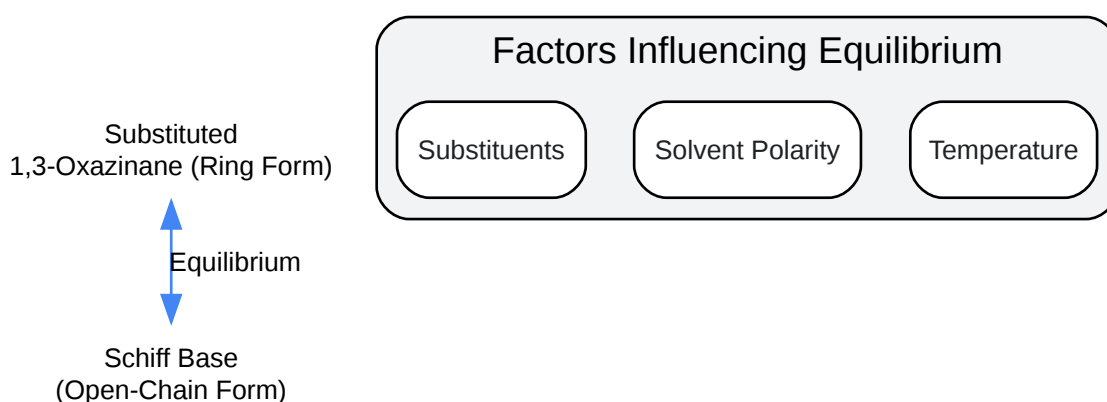 Factors Influencing Equilibrium
Substituents
Solvent Polarity
Temperature
Substituted
1,3-Oxazinane (Ring Form)
Equilibrium
Schiff Base
(Open-Chain Form)